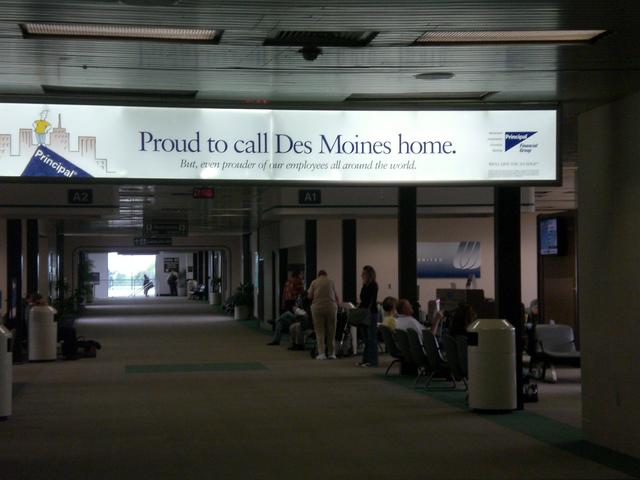 Proud to call Des Moines home.
But, even prouder of our employees all around the world.
Principal
Principal
Financial
Group
A2
A1